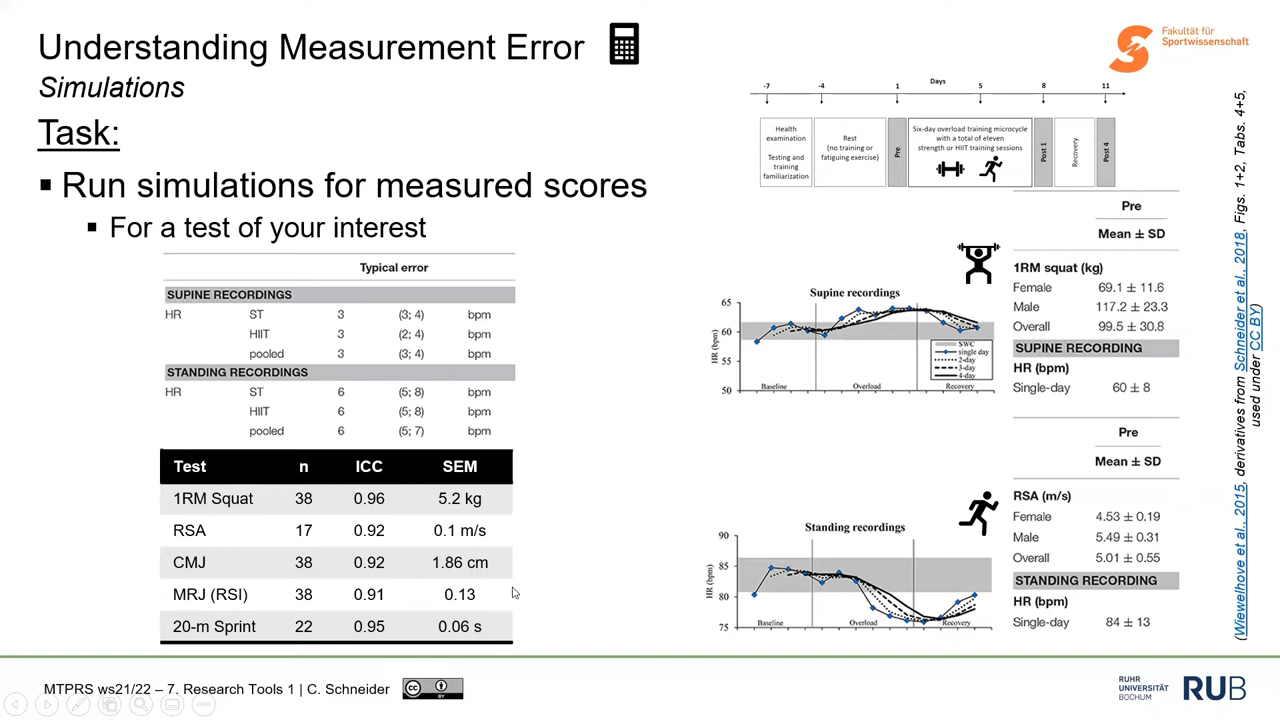 Understanding Measurement Error
Simulations
Task:
Run simulations for measured scores
For a test of your interest
Typical error
SUPINE RECORDINGS
HR ST 3 (3; 4) bpm
HIIT 3 (2; 4) bpm
pooled 3 (3; 4) bpm
STANDING RECORDINGS
HR ST 6 (5; 8) bpm
HIIT 6 (5; 8) bpm
pooled 6 (5; 7) bpm
Test n ICC SEM
1RM Squat 38 0.96 5.2 kg
RSA 17 0.92 0.1 m/s
CMJ 38 0.92 1.86 cm
MRJ (RSI) 38 0.91 0.13
20-m Sprint 22 0.95 0.06 s
Fakultät für
Sportwissenschaft
Days
-7 -4 1 5 8 11
Health
examination
Testing and
training
familiarization
Rest
(no training or
fatiguing exercise)
Pre
Six-day overload training microcycle
with a total of eleven
strength or HIIT training sessions
Post 1
Recovery
Post 4
Supine recordings
HR (bpm)
65
60
55
50
SWC
single day
2-day
3-day
4-day
Baseline Overload Recovery
Pre
Mean ± SD
1RM squat (kg)
Female 69.1 ± 11.6
Male 117.2 ± 23.3
Overall 99.5 ± 30.8
SUPINE RECORDING
HR (bpm)
Single-day 60 ± 8
Standing recordings
HR (bpm)
90
85
80
75
Baseline Overload Recovery
Pre
Mean ± SD
RSA (m/s)
Female 4.53 ± 0.19
Male 5.49 ± 0.31
Overall 5.01 ± 0.55
STANDING RECORDING
HR (bpm)
Single-day 84 ± 13
(Wiewelhove et al., 2015, derivatives from Schneider et al., 2018, Figs. 1+2, Tabs. 4+5,
used under CC BY)
MTPRS ws21/22 – 7. Research Tools 1 | C. Schneider
CC BY
RUHR
UNIVERSITÄT
BOCHUM
RUB